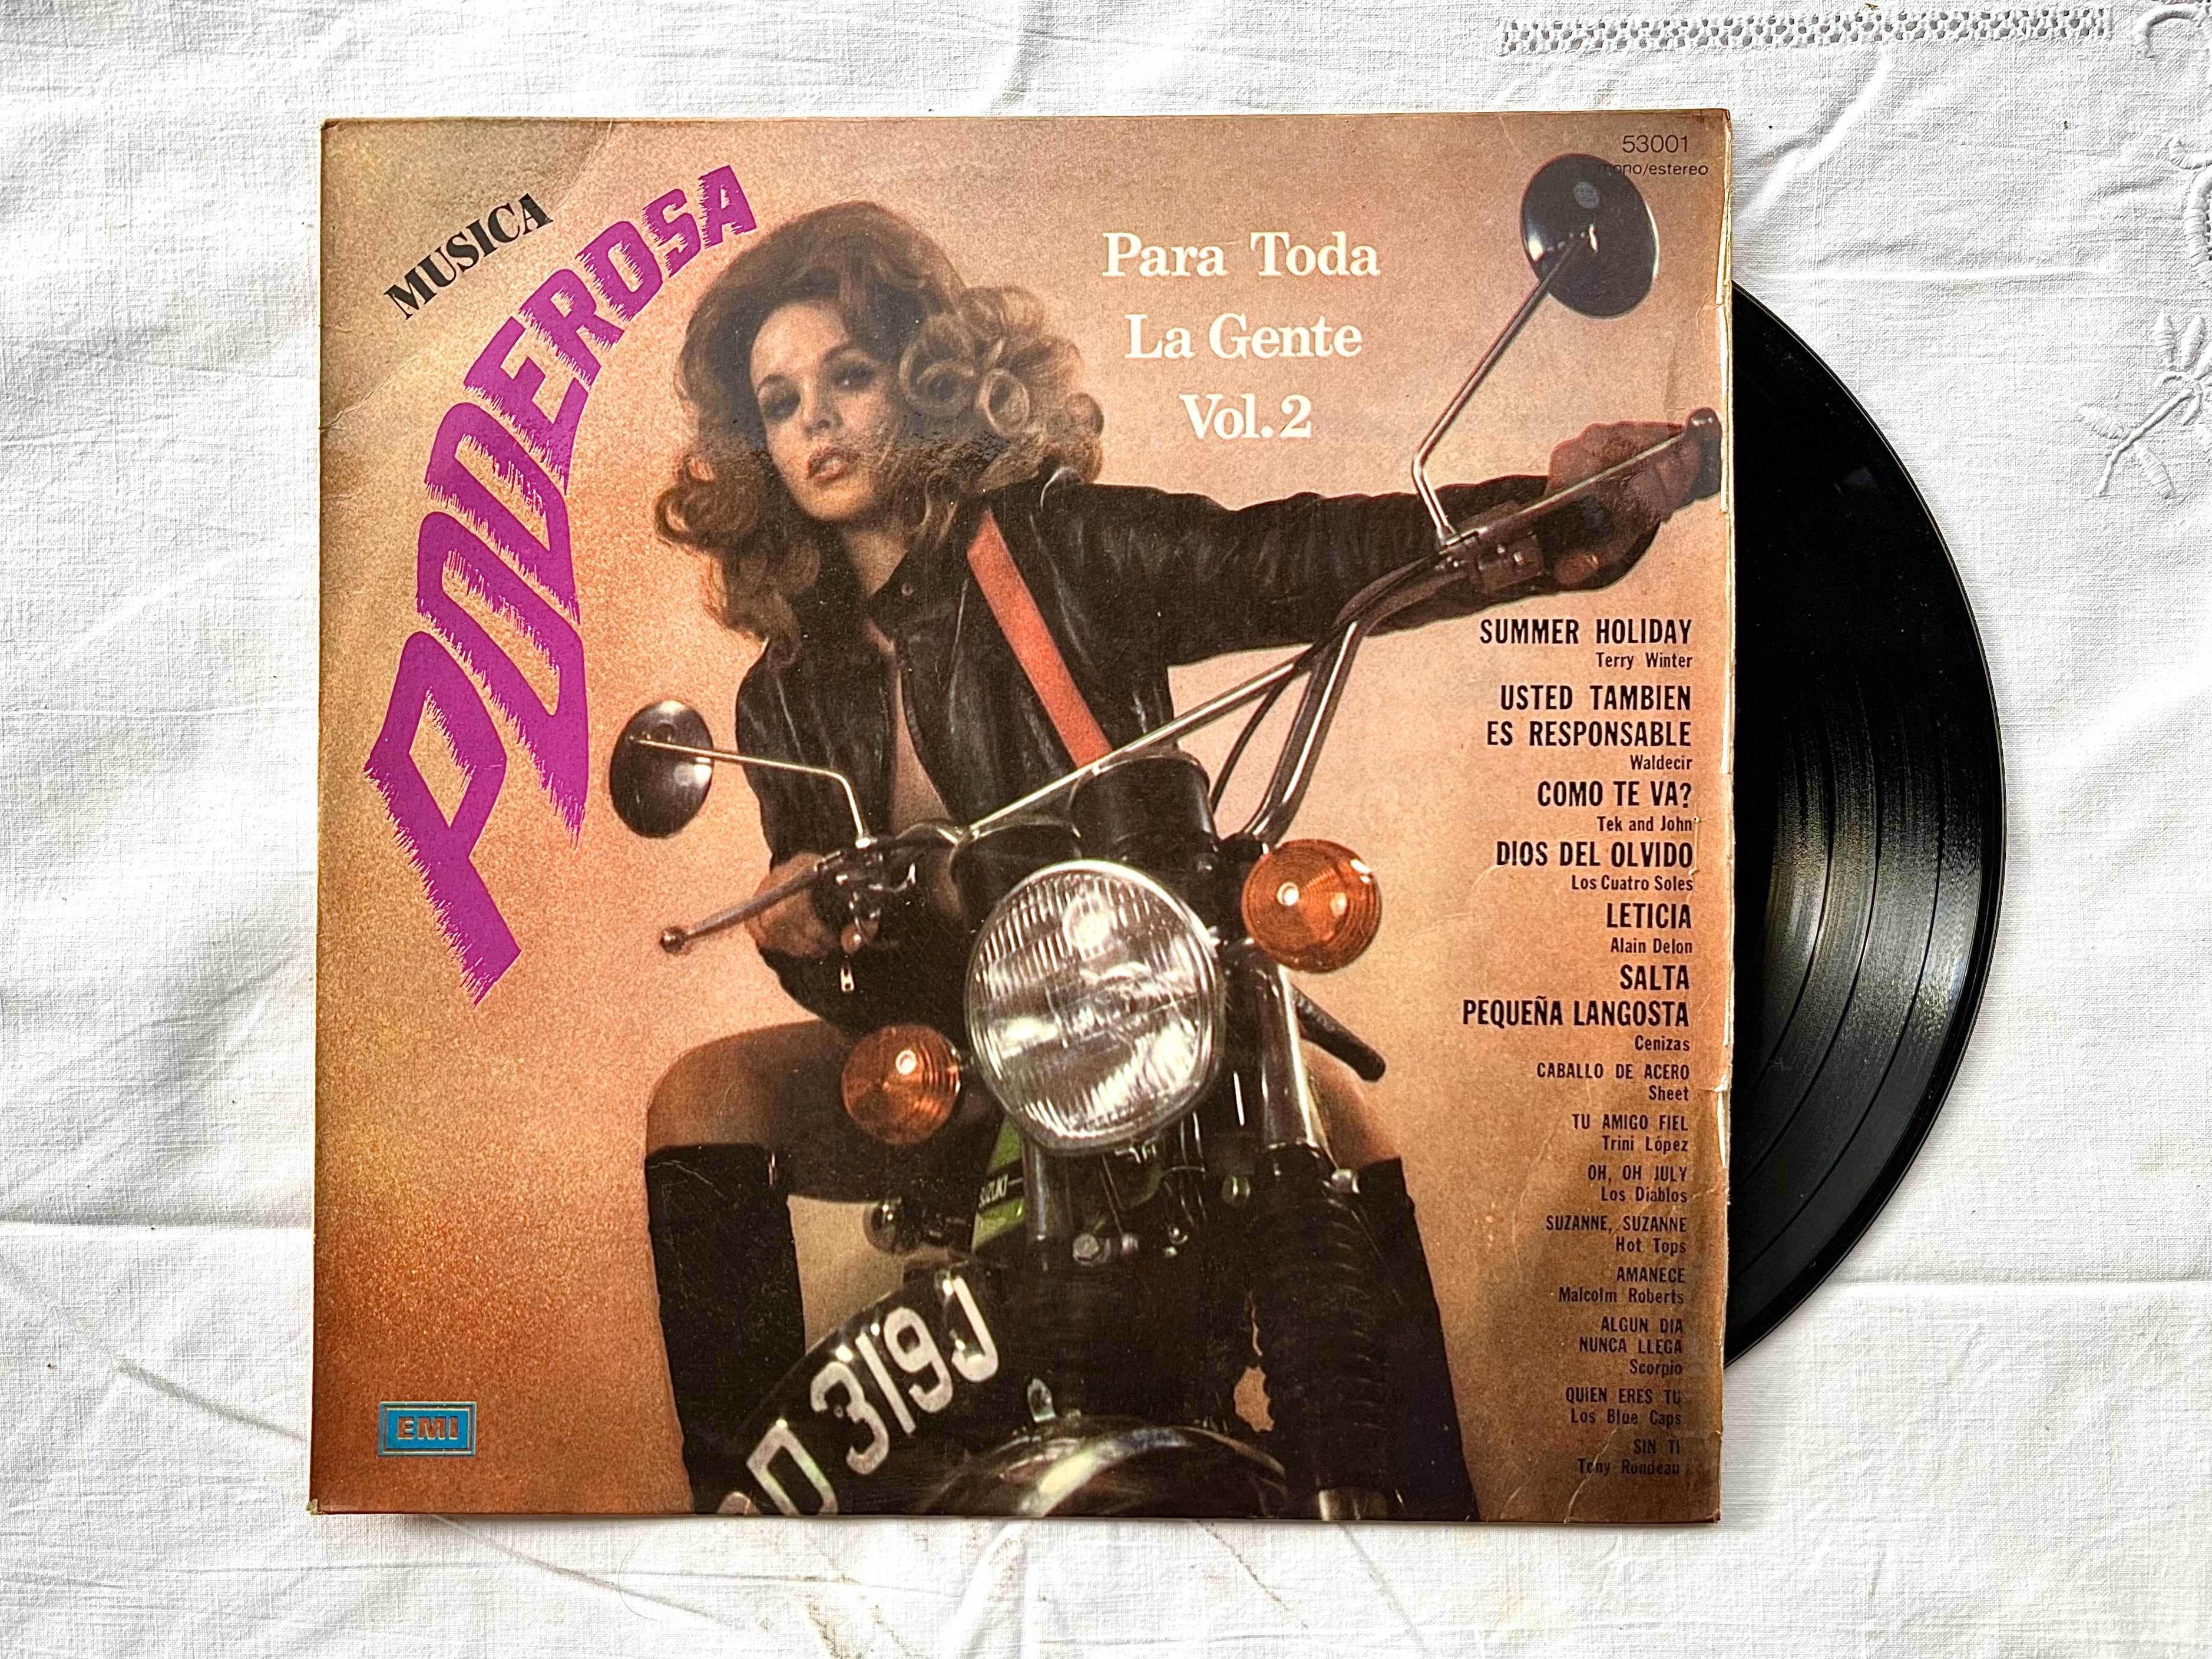 MUSICA
PODEROSA
Para Toda
La Gente
Vol. 2
53001
mono/estereo
SUMMER HOLIDAY
Terry Winter
USTED TAMBIEN
ES RESPONSABLE
Waldecir
COMO TE VA?
Tek and John
DIOS DEL OLVIDO
Los Cuatro Soles
LETICIA
Alain Delon
SALTA
PEQUEÑA LANGOSTA
Cenizas
CABALLO DE ACERO
Sheet
TU AMIGO FIEL
Trini López
OH, OH JULY
Los Diablos
SUZANNE, SUZANNE
Hot Tops
AMANECE
Malcolm Roberts
ALGUN DIA
NUNCA LLEGA
Scorpio
QUIEN ERES TU
Los Blue Caps
SIN TI
Tony Rondeau
SUZUKI
D 319J
EMI